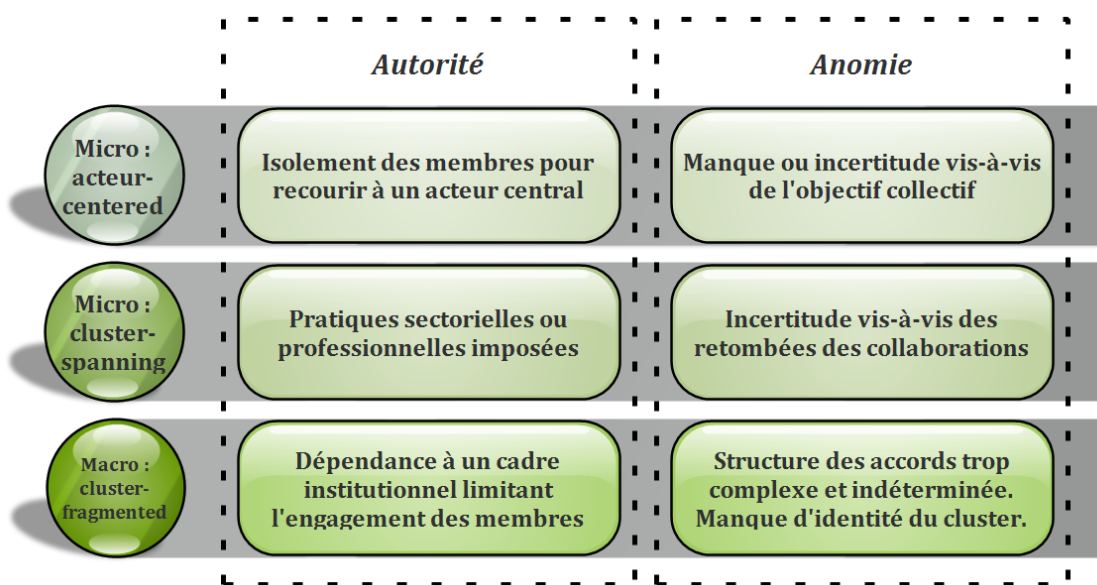 Autorité
Anomie
Micro :
acteur-
centered
Isolement des membres pour
recourir à un acteur central
Manque ou incertitude vis-à-vis
de l'objectif collectif
Micro :
cluster-
spanning
Pratiques sectorielles ou
professionnelles imposées
Incertitude vis-à-vis des
retombées des collaborations
Macro :
cluster-
fragmented
Dépendance à un cadre
institutionnel limitant
l'engagement des membres
Structure des accords trop
complexe et indéterminée.
Manque d'identité du cluster.